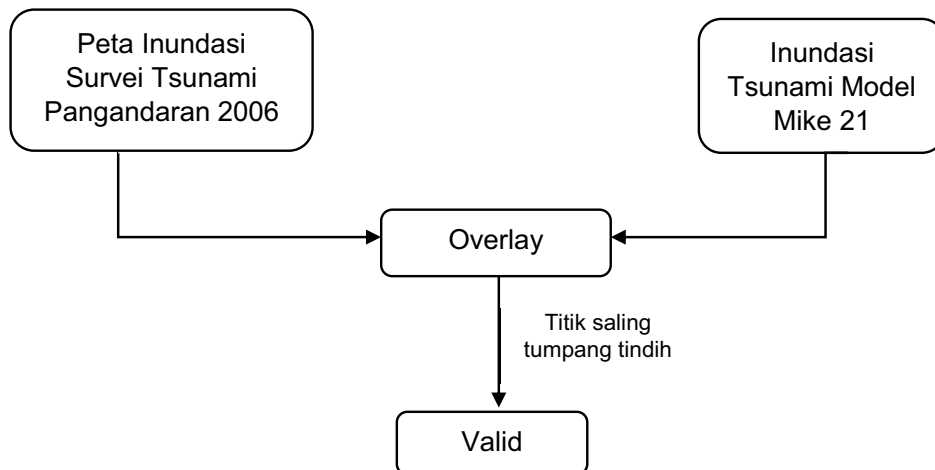 Peta Inundasi
Survei Tsunami
Pangandaran 2006
Inundasi
Tsunami Model
Mike 21
Overlay
Titik saling
tumpang tindih
Valid